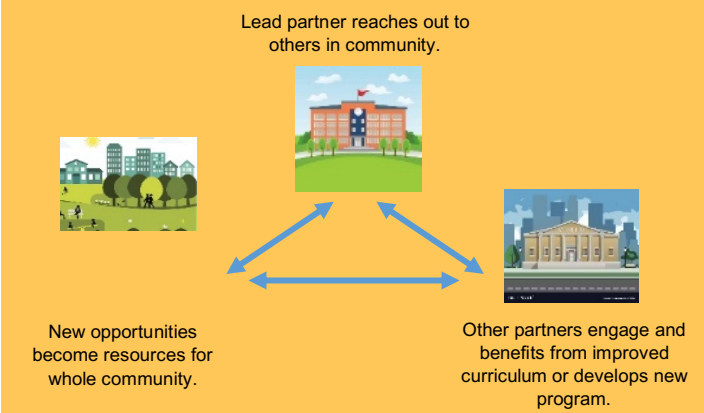 Lead partner reaches out to
others in community.
New opportunities
become resources for
whole community.
Other partners engage and
benefits from improved
curriculum or develops new
program.